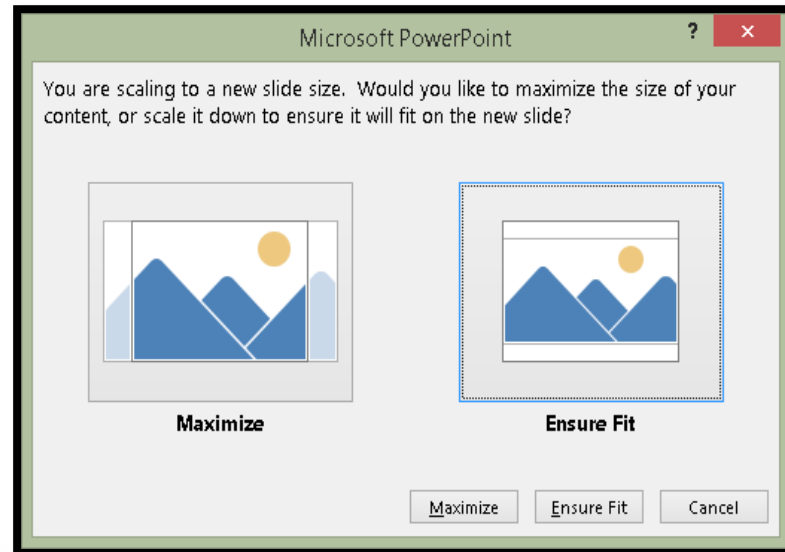 Microsoft PowerPoint
?
You are scaling to a new slide size.  Would you like to maximize the size of your
content, or scale it down to ensure it will fit on the new slide?
Maximize
Ensure Fit
Maximize
Ensure Fit
Cancel